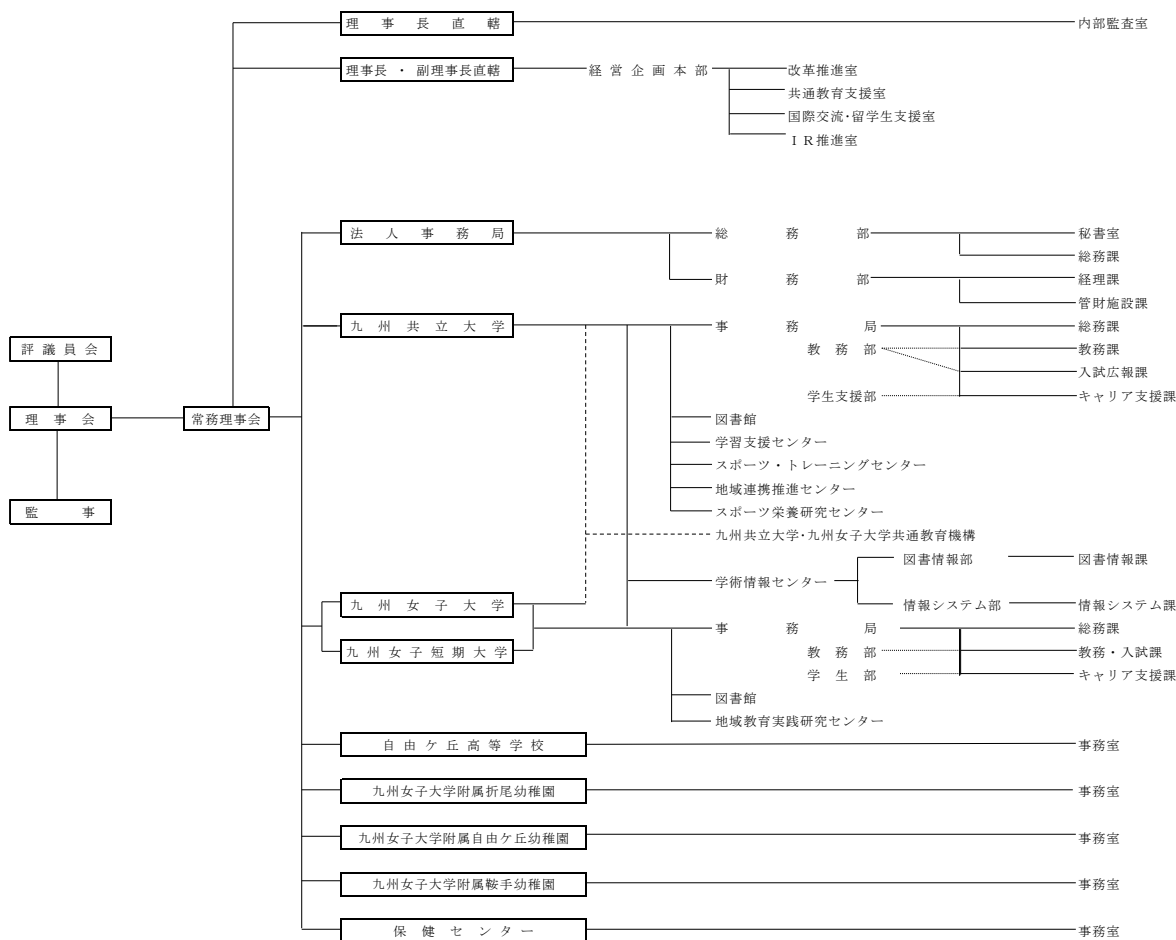 理事長直轄
内部監査室
理事長・副理事長直轄
経営企画本部
改革推進室
共通教育支援室
国際交流・留学生支援室
ＩＲ推進室
法人事務局
総務部
秘書室
総務課
財務部
経理課
管財施設課
九州共立大学
事務局
総務課
評議員会
教務部
教務課
入試広報課
学生支援部
キャリア支援課
理事会
常務理事会
図書館
学習支援センター
スポーツ・トレーニングセンター
地域連携推進センター
監事
スポーツ栄養研究センター
九州共立大学・九州女子大学共通教育機構
図書情報部
図書情報課
学術情報センター
九州女子大学
情報システム部
情報システム課
事務局
総務課
九州女子短期大学
教務部
教務・入試課
学生部
キャリア支援課
図書館
地域教育実践研究センター
自由ケ丘高等学校
事務室
九州女子大学附属折尾幼稚園
事務室
九州女子大学附属自由ケ丘幼稚園
事務室
九州女子大学附属鞍手幼稚園
事務室
保健センター
事務室